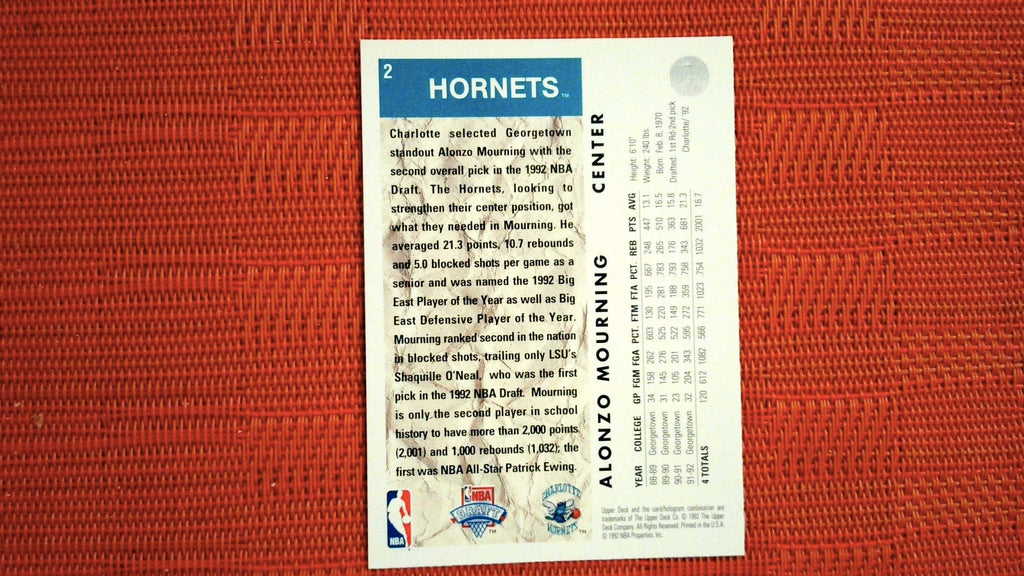 2
HORNETS™
Charlotte selected Georgetown
standout Alonzo Mourning with the
second overall pick in the 1992 NBA
Draft. The Hornets, looking to
strengthen their center position, got
what they needed in Mourning. He
averaged 21.3 points, 10.7 rebounds
and 5.0 blocked shots per game as a
senior and was named the 1992 Big
East Player of the Year as well as Big
East Defensive Player of the Year.
Mourning ranked second in the nation
in blocked shots, trailing only LSU's
Shaquille O'Neal, who was the first
pick in the 1992 NBA Draft. Mourning
is only the second player in school
history to have more than 2,000 points
(2,001) and 1,000 rebounds (1,032); the
first was NBA All-Star Patrick Ewing.
NBA
NBA
DRAFT
™
CHARLOTTE
HORNETS
™
ALONZO MOURNING CENTER
Height: 6'10"
Weight: 240 lbs
Born: Feb. 8, 1970
Drafted: 1st Rd-2nd pick
Charlotte/ '92
YEAR COLLEGE GP FGM FGA PCT. FTM FTA PCT. REB PTS AVG
88-89 Georgetown 34 158 262 603 130 195 667 248 447 13.1
89-90 Georgetown 31 145 276 525 220 281 783 265 510 16.5
90-91 Georgetown 23 105 201 522 149 188 793 176 363 15.8
91-92 Georgetown 32 204 343 595 272 359 758 343 681 21.3
4 TOTALS 120 612 1082 566 771 1023 .754 1032 2001 16.7
Upper Deck and the card/hologram combination are
trademarks of The Upper Deck Co. © 1992 The Upper
Deck Company. All Rights Reserved. Printed in the U.S.A.
© 1992 NBA Properties, Inc.